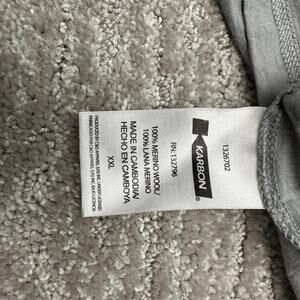 1326702
KARBON
RN:132796
100% MERINO WOOL/
100% LANA MERINO
MADE IN CAMBODIA/
HECHO EN CAMBOYA
XXL